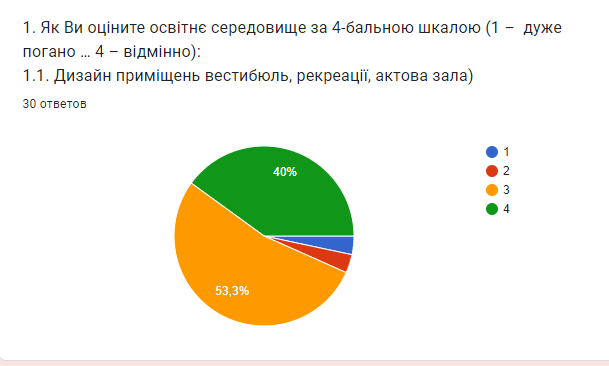 1. Як Ви оціните освітнє середовище за 4-бальною шкалою (1 – дуже
погано ... 4 – відмінно):
1.1. Дизайн приміщень вестибюль, рекреації, актова зала)
30 ответов
40%
53,3%
1
2
3
4